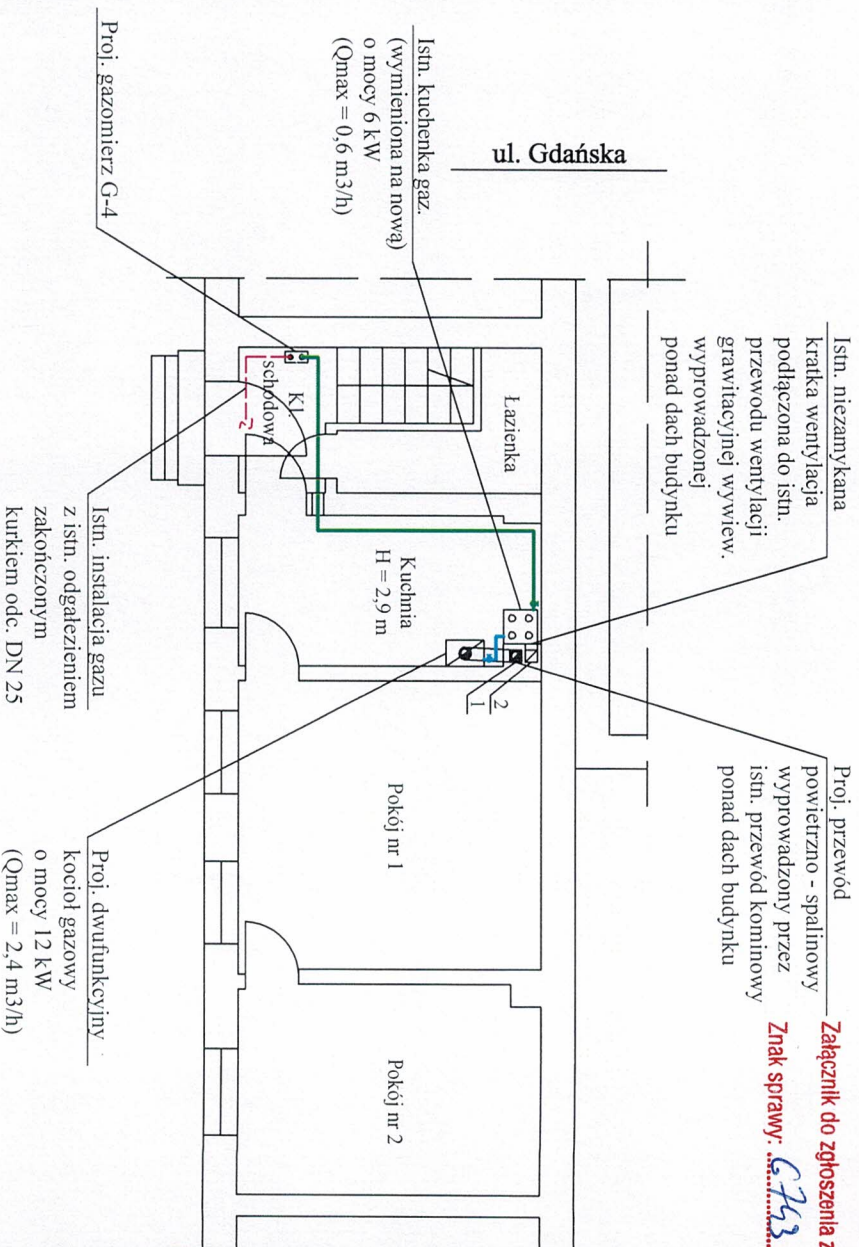 Załącznik do zgłoszenia z
Znak sprawy: 6743
Istn. niezamykana
kratka wentylacja
podłączona do istn.
przewodu wentylacji
grawitacyjnej wywiew.
wyprowadzonej
ponad dach budynku
Proj. przewód
powietrzno - spalinowy
wyprowadzony przez
istn. przewód kominowy
ponad dach budynku
ul. Gdańska
Istn. kuchenka gaz.
(wymieniona na nową)
o mocy 6 kW
(Qmax = 0,6 m3/h)
Łazienka
Kl.
schodowa
Kuchnia
H = 2,9 m
2
1
Pokój nr 1
Pokój nr 2
Proj. gazomierz G-4
Istn. instalacja gazu
z istn. odgałezieniem
zakończonym
kurkiem odc. DN 25
Proj. dwufunkcyjny
kocioł gazowy
o mocy 12 kW
(Qmax = 2,4 m3/h)